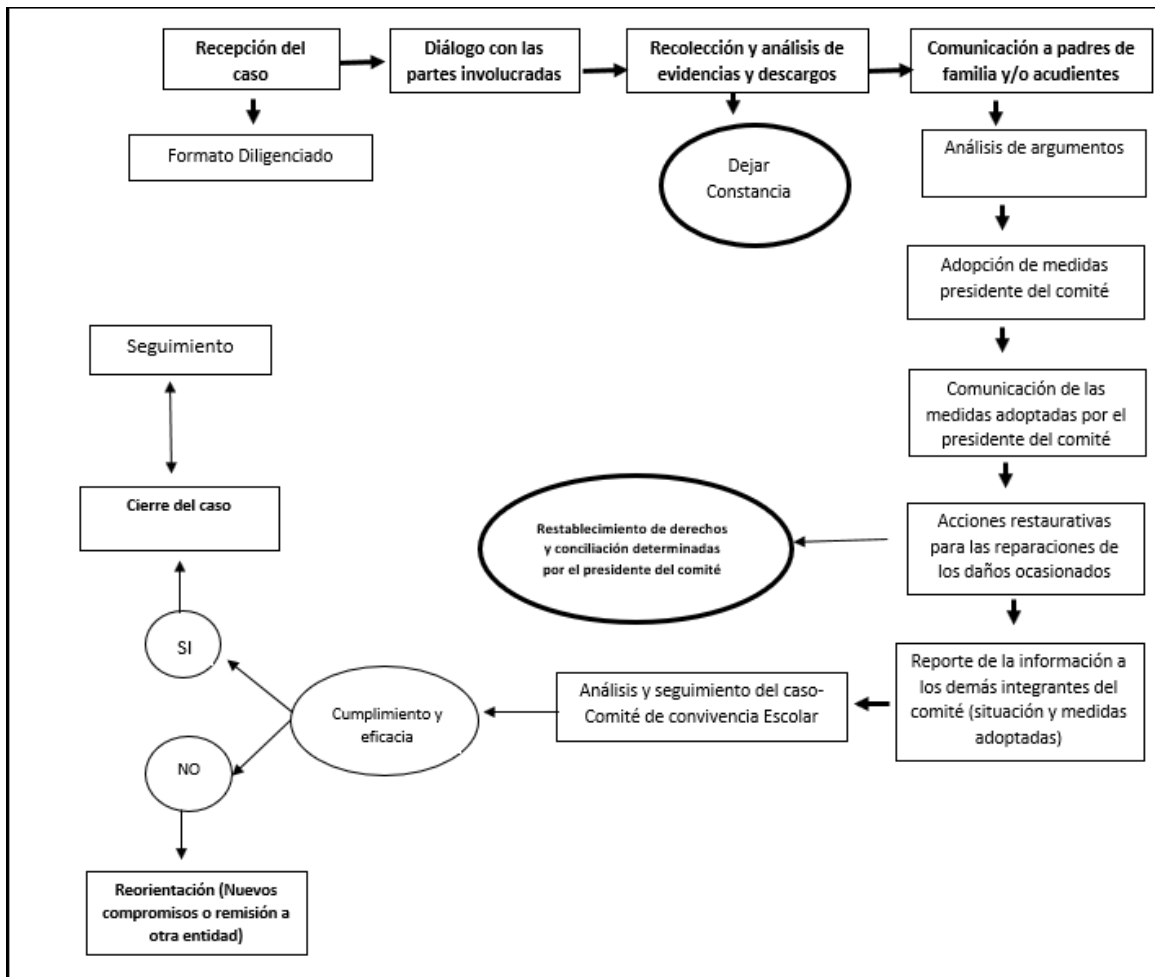 Recepción del
caso
Diálogo con las
partes involucradas
Recolección y análisis de
evidencias y descargos
Comunicación a padres de
familia y/o acudientes
Formato Diligenciado
Dejar
Constancia
Análisis de argumentos
Adopción de medidas
presidente del comité
Seguimiento
Comunicación de las
medidas adoptadas por el
presidente del comité
Cierre del caso
Restablecimiento de derechos
y conciliación determinadas
por el presidente del comité
Acciones restaurativas
para las reparaciones de
los daños ocasionados
SI
Reporte de la información a
los demás integrantes del
comité (situación y medidas
adoptadas)
Análisis y seguimiento del caso-
Comité de convivencia Escolar
Cumplimiento y
eficacia
NO
Reorientación (Nuevos
compromisos o remisión a
otra entidad)